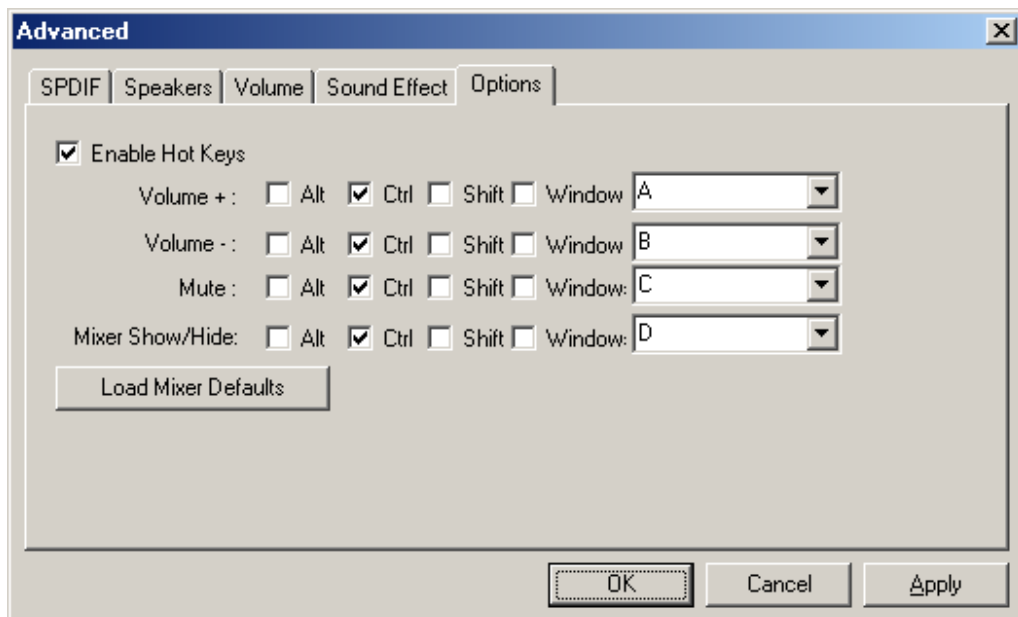 Advanced
SPDIF Speakers Volume Sound Effect Options
Enable Hot Keys
Volume + : Alt Ctrl Shift Window A
Volume - : Alt Ctrl Shift Window B
Mute : Alt Ctrl Shift Window: C
Mixer Show/Hide: Alt Ctrl Shift Window: D
Load Mixer Defaults
OK Cancel Apply